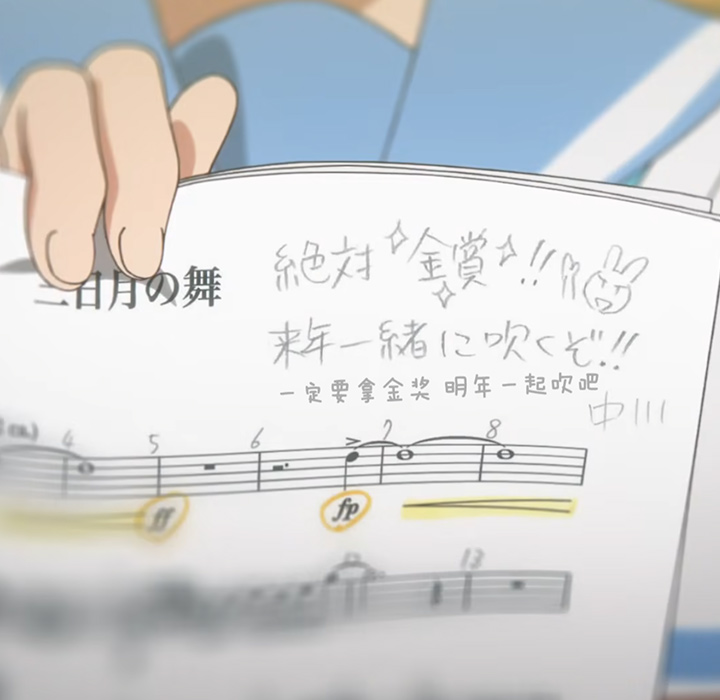 三日月の舞
絶対金賞!!
来年一緒に吹くぞ!!
一定要拿金奖 明年一起吹吧
中川
4 5 6 7 8
ff fp
13